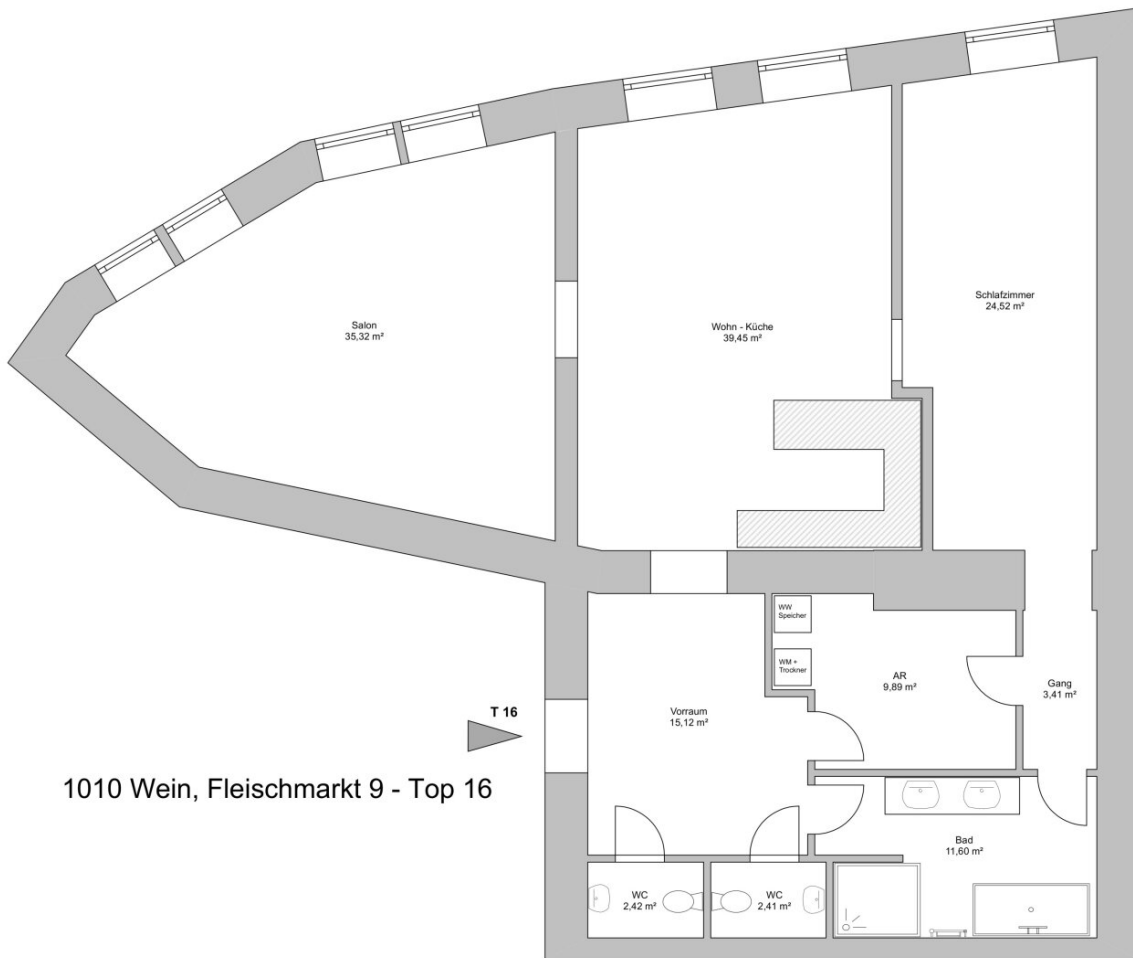 Schlafzimmer
24,52 m²
Salon
35,32 m²
Wohn - Küche
39,45 m²
WW
Speicher
WM +
Trockner
AR
9,89 m²
Gang
3,41 m²
Vorraum
15,12 m²
T 16
1010 Wein, Fleischmarkt 9 - Top 16
Bad
11,60 m²
WC
2,42 m²
WC
2,41 m²